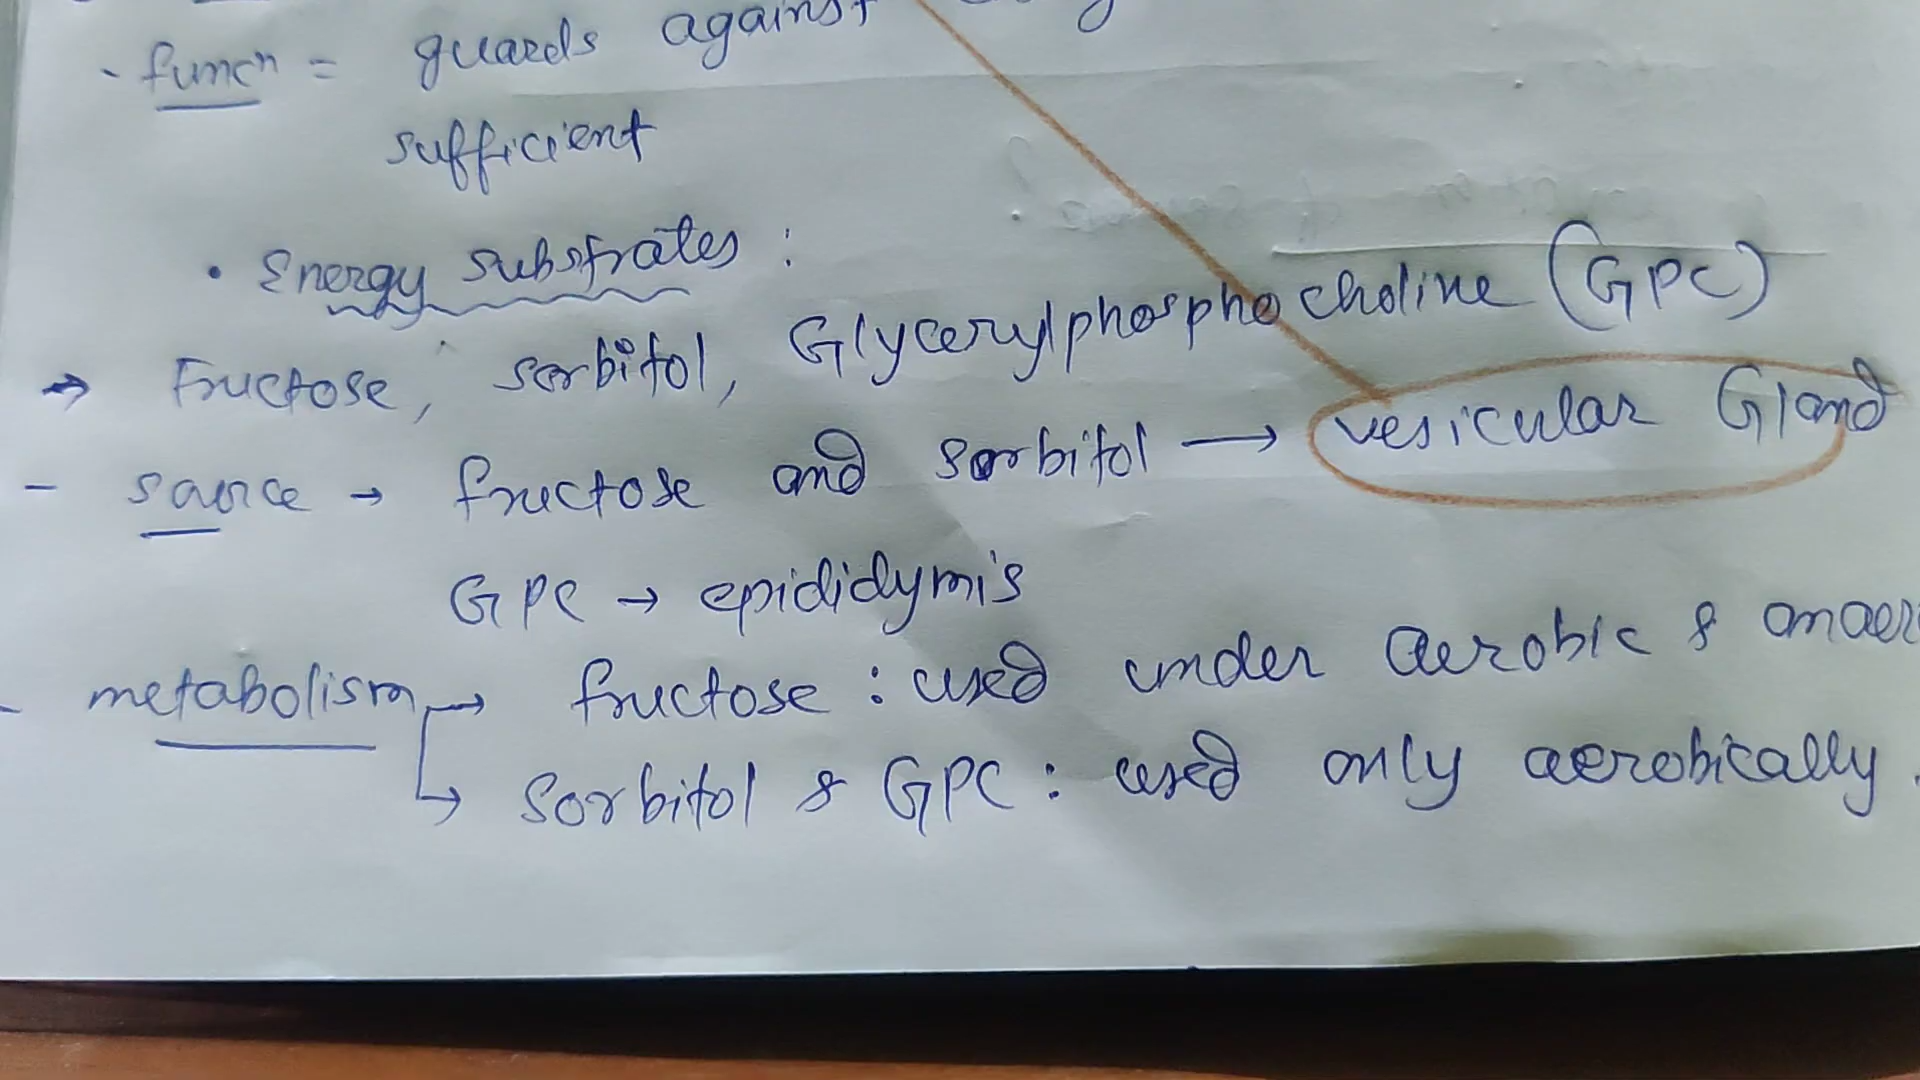 - funcn = guards against
sufficient
• Energy substrates :
→ Fructose, sorbitol, Glycerylphosphocholine (GPC)
- source → fructose and sorbitol → vesicular Gland
GPC → epididymis
- metabolism → fructose : used under aerobic & anaer
→ Sorbitol & GPC : used only aerobically.